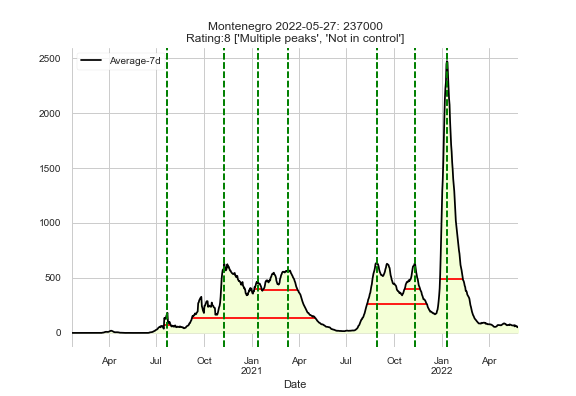 Montenegro 2022-05-27: 237000
Rating:8 ['Multiple peaks', 'Not in control']
Average-7d
2500
2000
1500
1000
500
0
Apr Jul Oct Jan Apr Jul Oct Jan Apr
2021 2022
Date